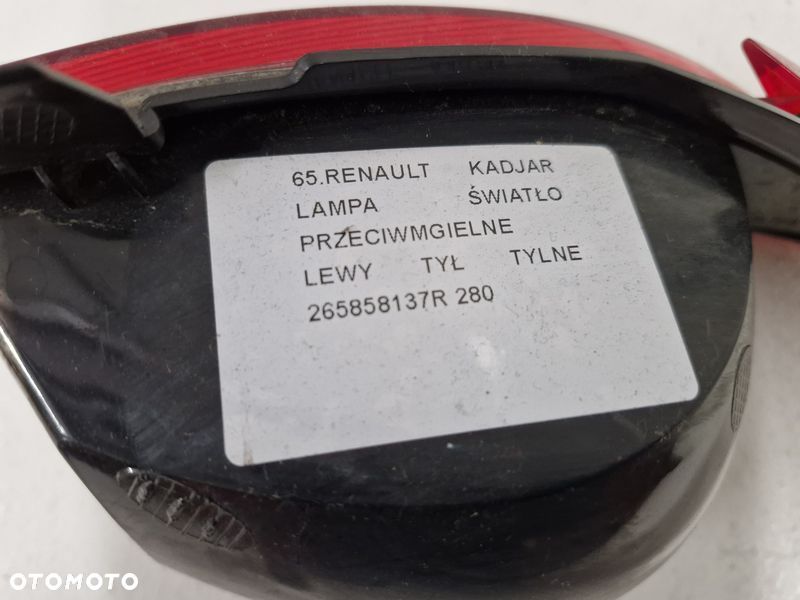 65.RENAULT KADJAR
LAMPA ŚWIATŁO
PRZECIWMGIELNE
LEWY TYŁ TYLNE
265858137R 280
OTOMOTO